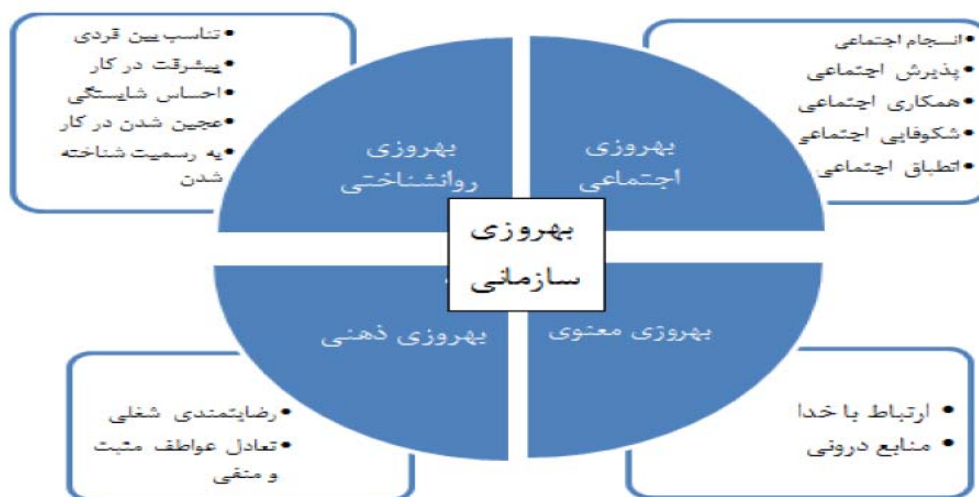 • تناسب بین فردی
• پیشرفت در کار
• احساس شایستگی
• عجین شدن در کار
• به رسمیت شناخته
شدن
• انسجام اجتماعی
• پذیرش اجتماعی
• همکاری اجتماعی
• شکوفایی اجتماعی
• انطباق اجتماعی
بهروزی
روانشناختی
بهروزی
اجتماعی
بهروزی
سازمانی
بهروزی ذهنی
بهروزی معنوی
• رضایتمندی شغلی
• تعادل عواطف مثبت
و منفی
• ارتباط با خدا
• منابع درونی